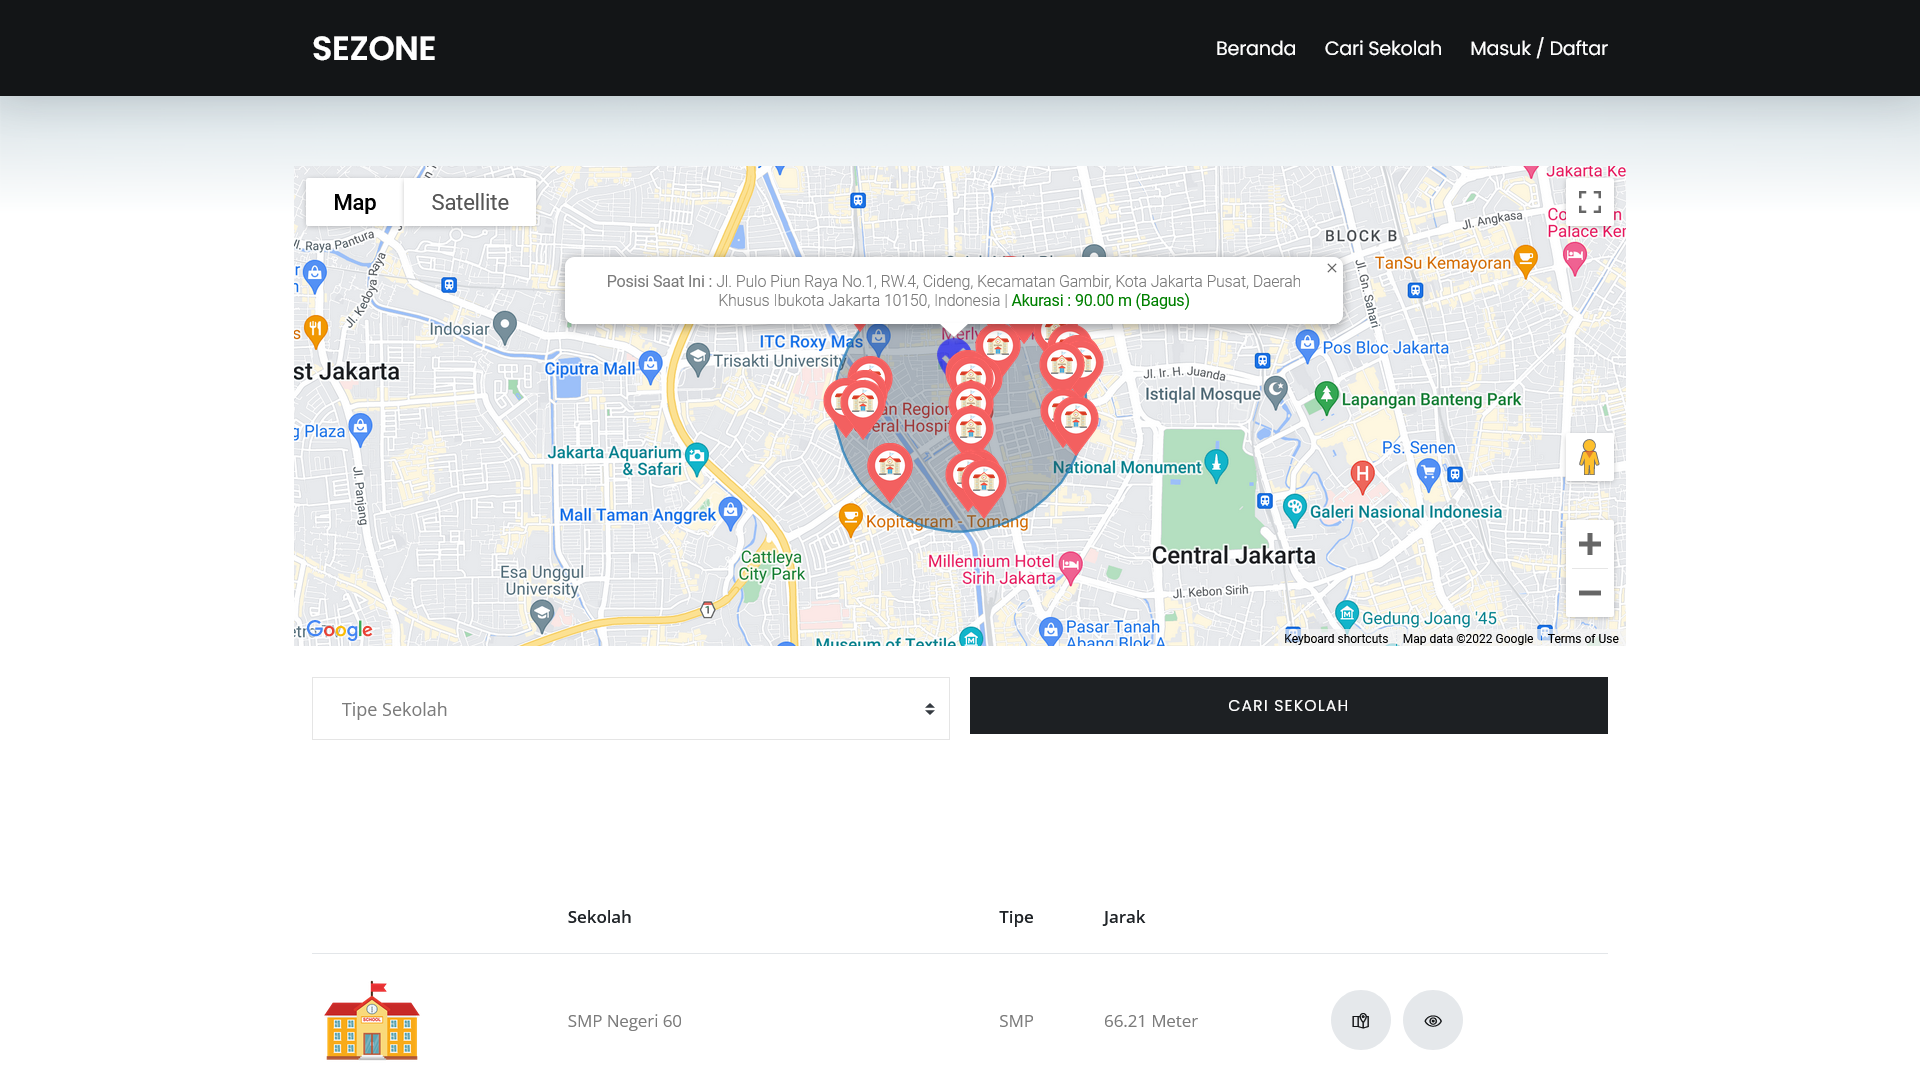 SEZONE
Beranda
Cari Sekolah
Masuk / Daftar
Map
Satellite
Jl. Raya Pantura
Jl. Kedoya Raya
Indosiar
ITC Roxy Mas
Trisakti University
Ciputra Mall
st Jakarta
g Plaza
Jl. Panjang
Jakarta Aquarium
& Safari
Mall Taman Anggrek
Cattleya
City Park
Esa Unggul
University
1
Google
Posisi Saat Ini : Jl. Pulo Piun Raya No.1, RW.4, Cideng, Kecamatan Gambir, Kota Jakarta Pusat, Daerah
Khusus Ibukota Jakarta 10150, Indonesia | Akurasi : 90.00 m (Bagus)
Kopitagram - Tomang
Millennium Hotel
Sirih Jakarta
Museum of Textile
Pasar Tanah
Abang Blok A
National Monument
Central Jakarta
Jl. Kebon Sirih
Jl. Ir. H. Juanda
Istiqlal Mosque
Lapangan Banteng Park
Pos Bloc Jakarta
Ps. Senen
H
Galeri Nasional Indonesia
Gedung Joang '45
BLOCK B
TanSu Kemayoran
Jl. Gn. Sahari
Jl. Angkasa
Jakarta Ke
Palace Ker
Keyboard shortcuts
Map data ©2022 Google
Terms of Use
Tipe Sekolah
CARI SEKOLAH
Sekolah
Tipe
Jarak
SCHOOL
SMP Negeri 60
SMP
66.21 Meter